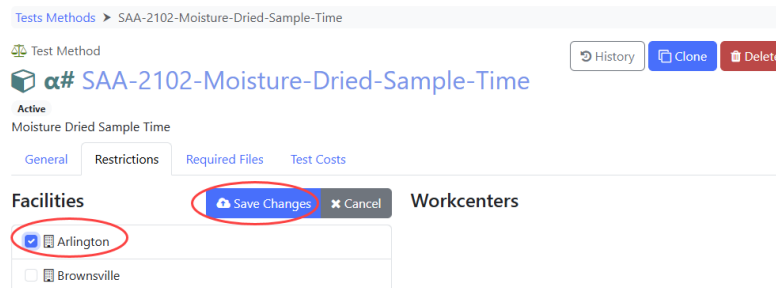 Tests Methods > SAA-2102-Moisture-Dried-Sample-Time
Test Method
History
Clone
Delete
α# SAA-2102-Moisture-Dried-Sample-Time
Active
Moisture Dried Sample Time
General
Restrictions
Required Files
Test Costs
Facilities
Save Changes
Cancel
Workcenters
Arlington
Brownsville